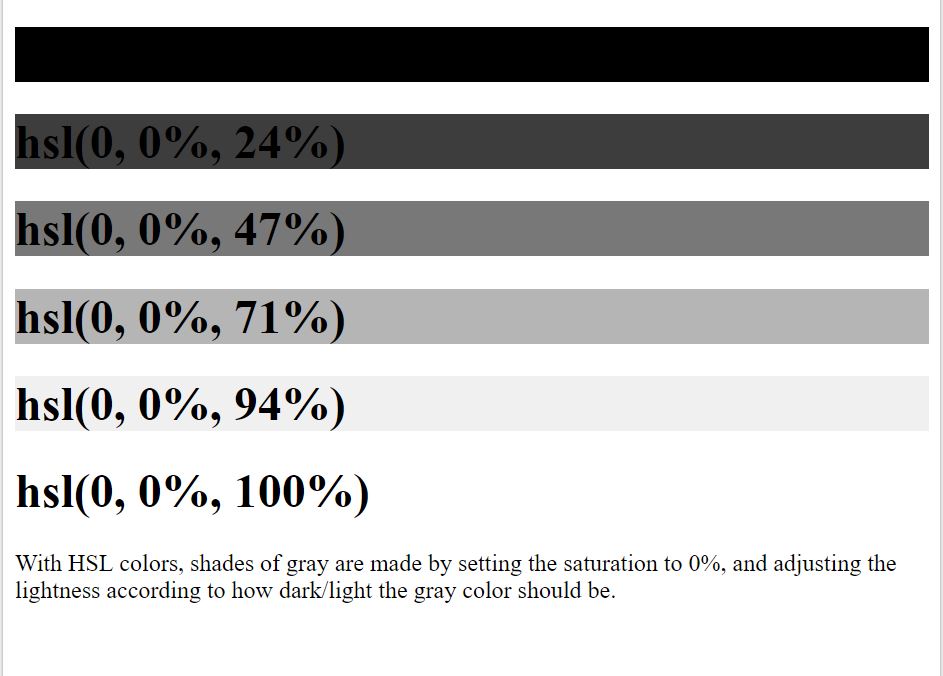 hsl(0, 0%, 24%)
hsl(0, 0%, 47%)
hsl(0, 0%, 71%)
hsl(0, 0%, 94%)
hsl(0, 0%, 100%)
With HSL colors, shades of gray are made by setting the saturation to 0%, and adjusting the
lightness according to how dark/light the gray color should be.